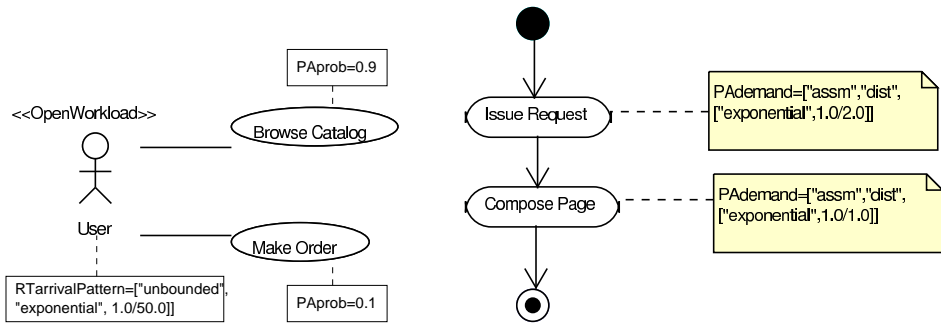 PAprob=0.9
<<OpenWorkload>>
Browse Catalog
User
Make Order
RTarrivalPattern=["unbounded",
"exponential", 1.0/50.0]]
PAprob=0.1
Issue Request
PAdemand=["assm","dist",
["exponential",1.0/2.0]]
Compose Page
PAdemand=["assm","dist",
["exponential",1.0/1.0]]